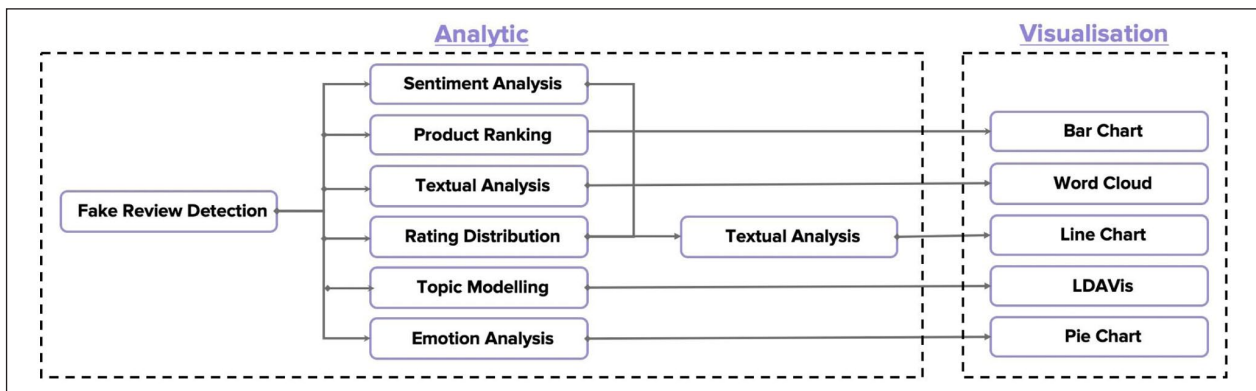 Analytic
Visualisation
Sentiment Analysis
Product Ranking
Bar Chart
Textual Analysis
Word Cloud
Fake Review Detection
Rating Distribution
Textual Analysis
Line Chart
Topic Modelling
LDAVis
Emotion Analysis
Pie Chart